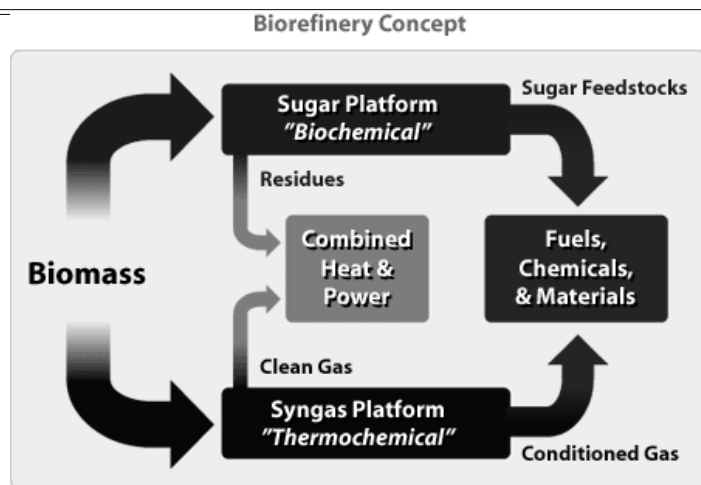 Biorefinery Concept
Sugar Platform
"Biochemical"
Sugar Feedstocks
Residues
Combined
Heat &
Power
Fuels,
Chemicals,
& Materials
Biomass
Clean Gas
Syngas Platform
"Thermochemical"
Conditioned Gas